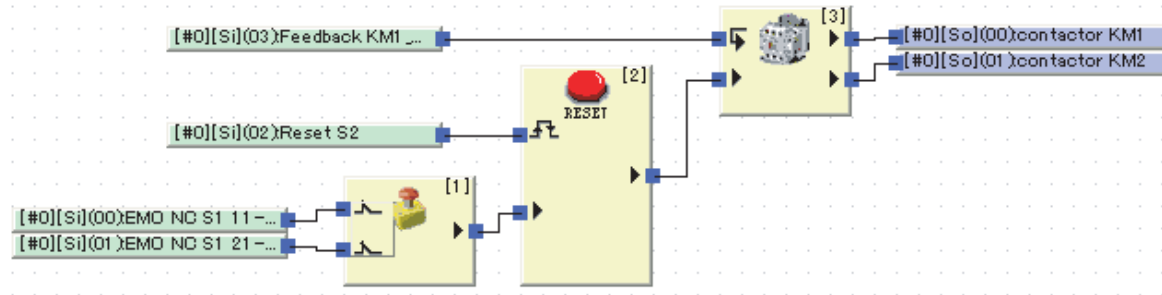 [#0][Si](03):Feedback KM1_...
[3]
[#0][So](00):contactor KM1
[#0][So](01):contactor KM2
[2]
RESET
[#0][Si](02):Reset S2
[1]
[#0][Si](00):EMO NC S1 11-...
[#0][Si](01):EMO NC S1 21-...